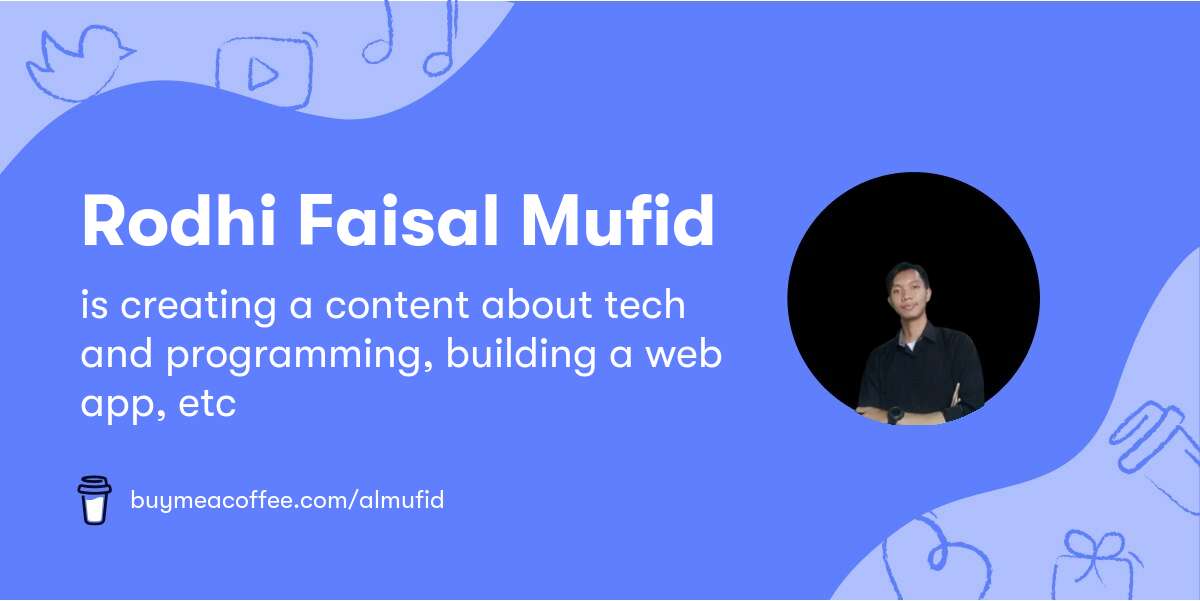 Rodhi Faisal Mufid
is creating a content about tech
and programming, building a web
app, etc
buymeacoffee.com/almufid